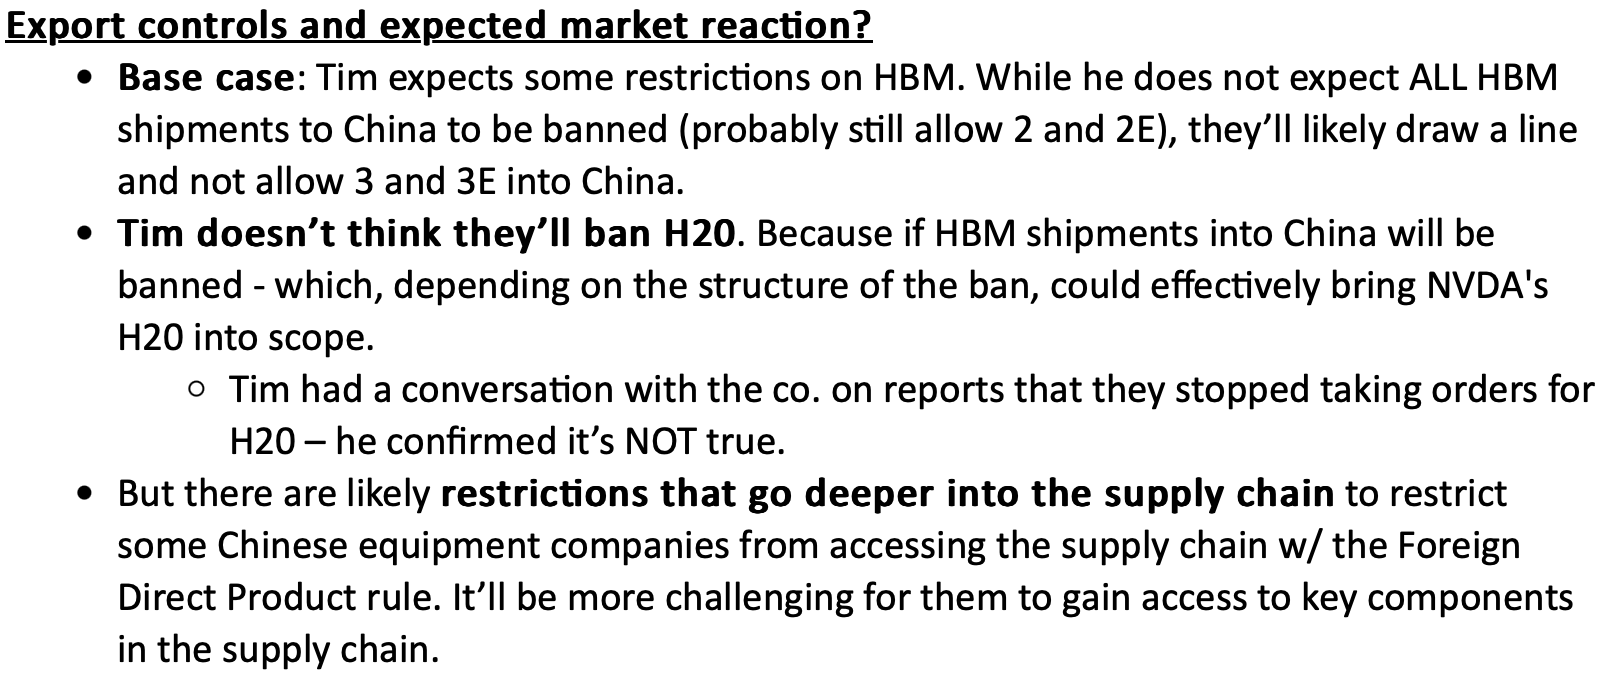 Export controls and expected market reaction?
• Base case: Tim expects some restrictions on HBM. While he does not expect ALL HBM
shipments to China to be banned (probably still allow 2 and 2E), they’ll likely draw a line
and not allow 3 and 3E into China.
• Tim doesn’t think they’ll ban H20. Because if HBM shipments into China will be
banned - which, depending on the structure of the ban, could effectively bring NVDA's
H20 into scope.
○ Tim had a conversation with the co. on reports that they stopped taking orders for
H20 – he confirmed it’s NOT true.
• But there are likely restrictions that go deeper into the supply chain to restrict
some Chinese equipment companies from accessing the supply chain w/ the Foreign
Direct Product rule. It’ll be more challenging for them to gain access to key components
in the supply chain.